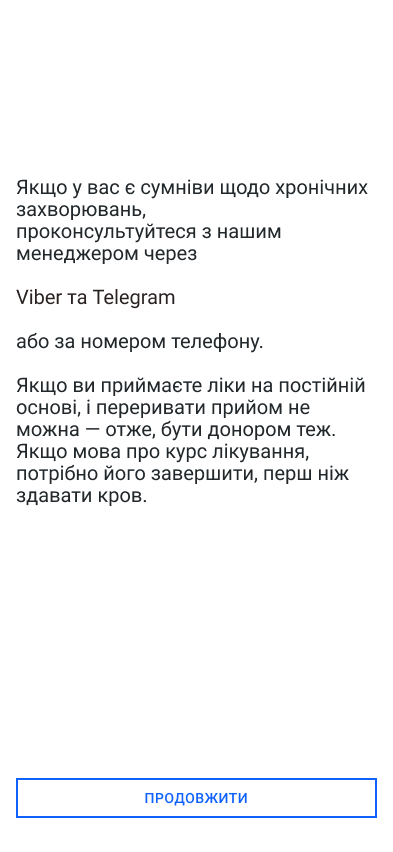 Якщо у вас є сумніви щодо хронічних
захворювань,
проконсультуйтеся з нашим
менеджером через
Viber та Telegram
або за номером телефону.
Якщо ви приймаєте ліки на постійній
основі, і переривати прийом не
можна — отже, бути донором теж.
Якщо мова про курс лікування,
потрібно його завершити, перш ніж
здавати кров.
ПРОДОВЖИТИ